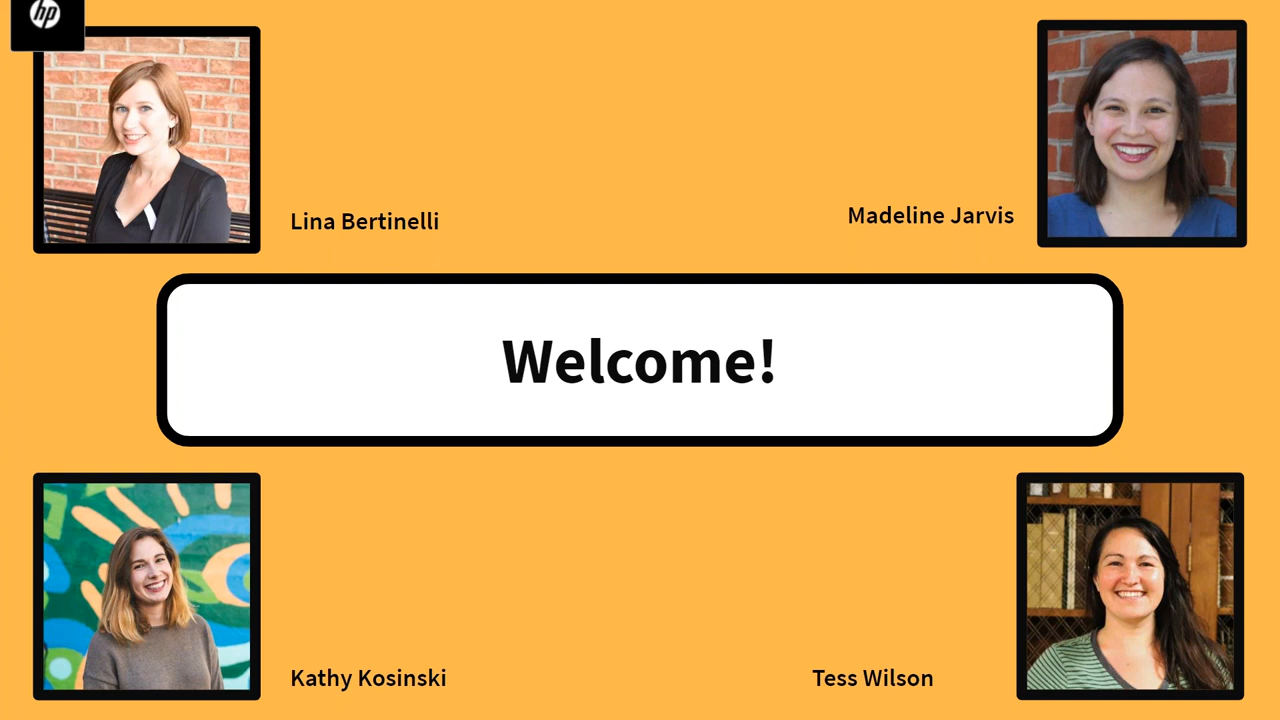 hp
Lina Bertinelli
Madeline Jarvis
Welcome!
Kathy Kosinski
Tess Wilson